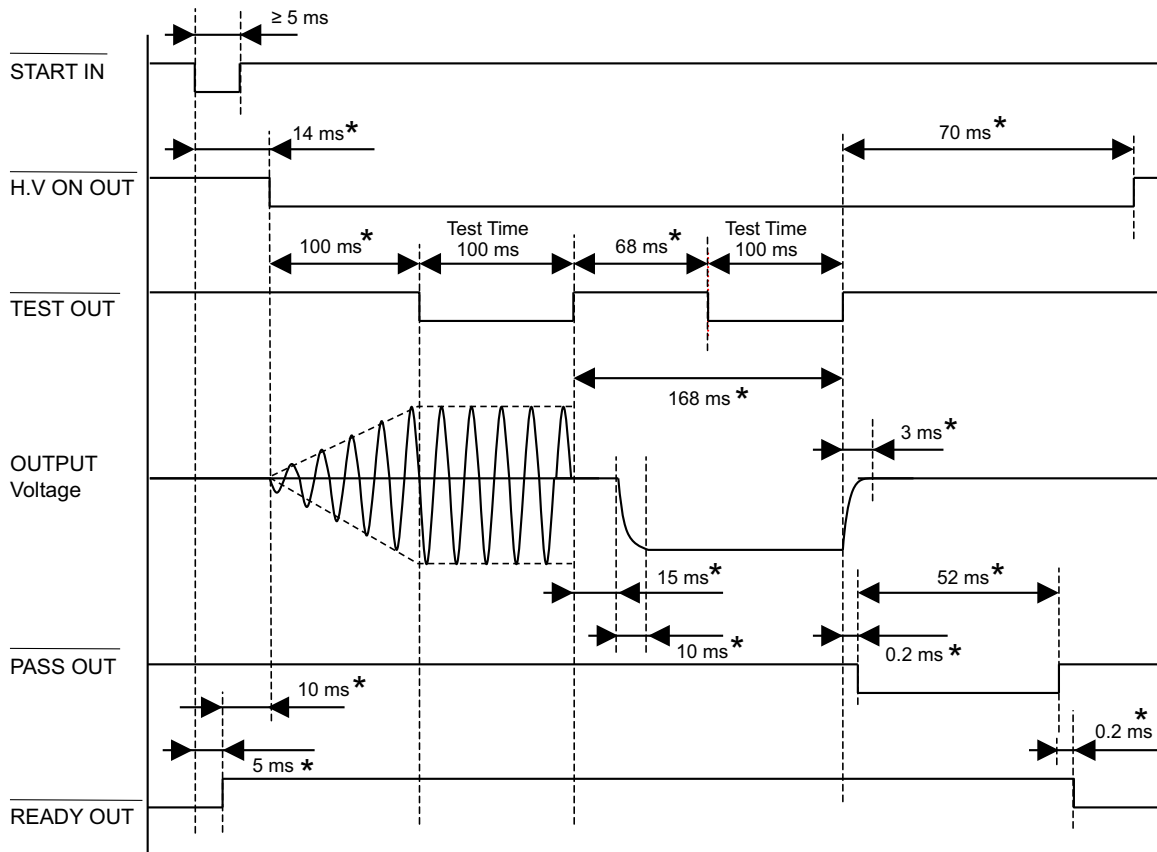 ≥ 5 ms
START IN
14 ms*
70 ms*
H.V ON OUT
100 ms*
Test Time
100 ms
68 ms*
Test Time
100 ms
TEST OUT
168 ms*
3 ms*
OUTPUT
Voltage
15 ms*
52 ms*
10 ms*
0.2 ms*
PASS OUT
10 ms*
0.2 ms*
5 ms*
READY OUT